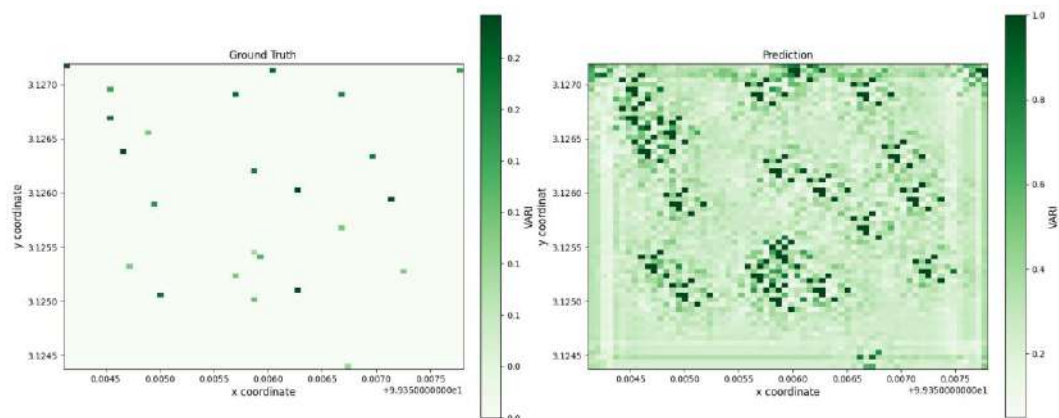 Ground Truth
3.1270
3.1265
3.1260
3.1255
3.1250
3.1245
y coordinate
0.0045 0.0050 0.0055 0.0060 0.0065 0.0070 0.0075
+9.9350000000e1
x coordinate
0.2
0.2
0.1
0.1
0.1
0.0
0.0
VARI
Prediction
3.1270
3.1265
3.1260
3.1255
3.1250
3.1245
y coordinat
0.0045 0.0050 0.0055 0.0060 0.0065 0.0070 0.0075
+9.9350000000e1
x coordinate
1.0
0.8
0.6
0.4
0.2
VARI